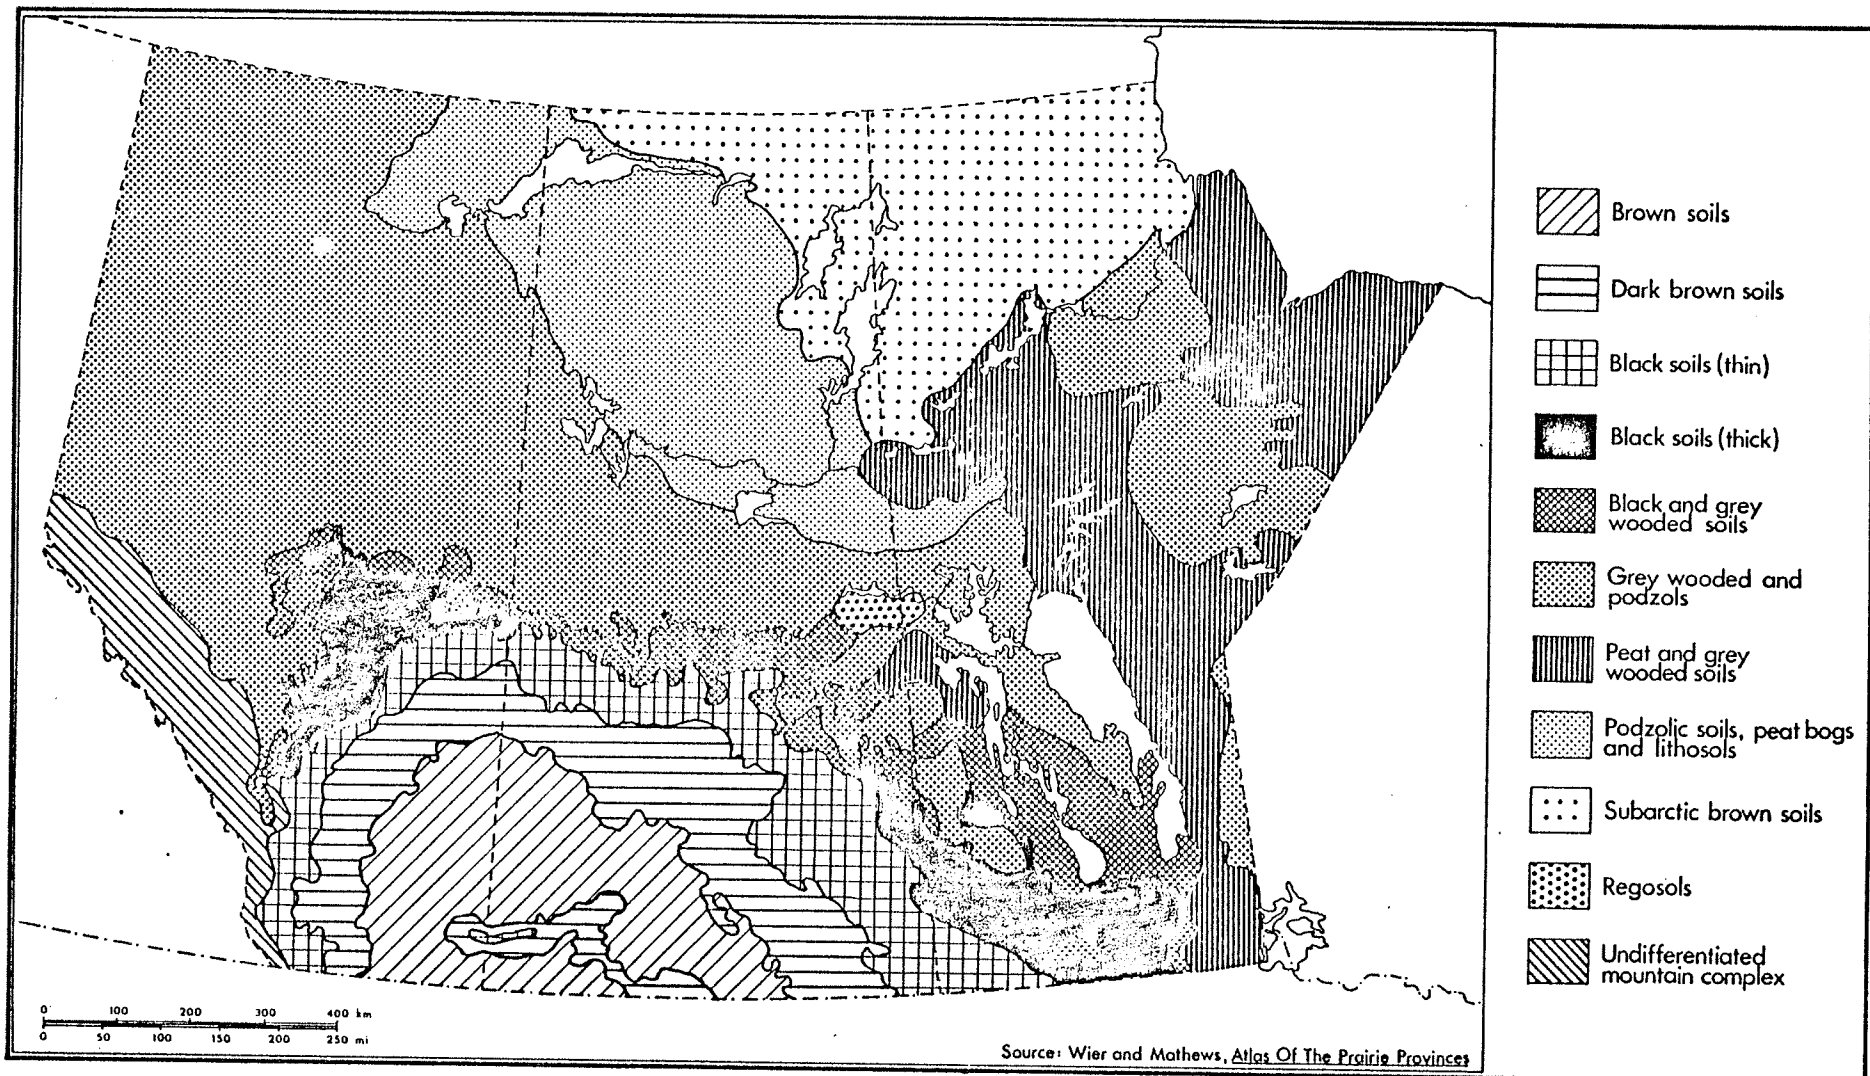 Brown soils
Dark brown soils
Black soils (thin)
Black soils (thick)
Black and grey
wooded soils
Grey wooded and
podzols
Peat and grey
wooded soils
Podzolic soils, peat bogs
and lithosols
Subarctic brown soils
Regosols
Undifferentiated
mountain complex
0 100 200 300 400 km
0 50 100 150 200 250 mi
Source: Wier and Mathews, Atlas Of The Prairie Provinces